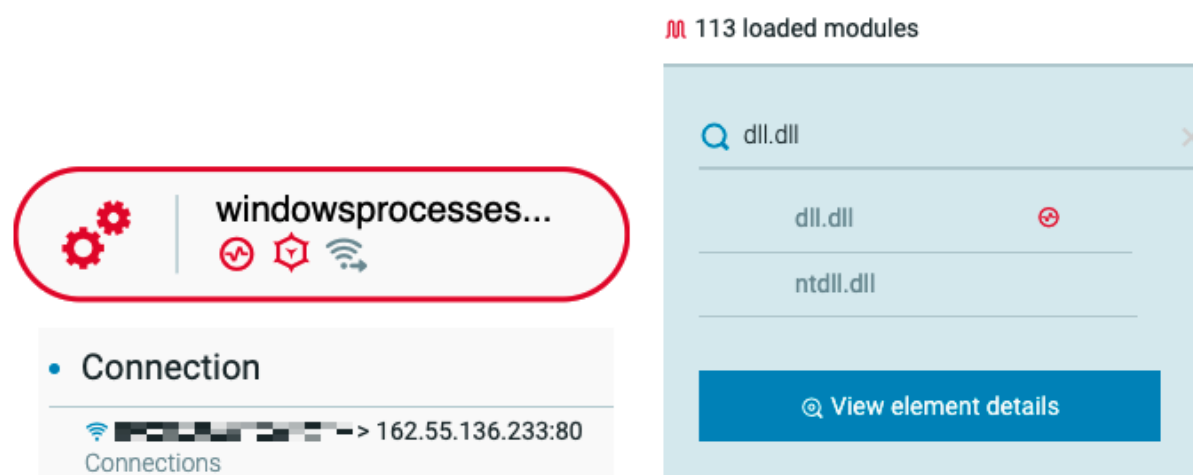 windowsprocesses...
Connection
> 162.55.136.233:80
Connections
113 loaded modules
dll.dll
dll.dll
ntdll.dll
View element details